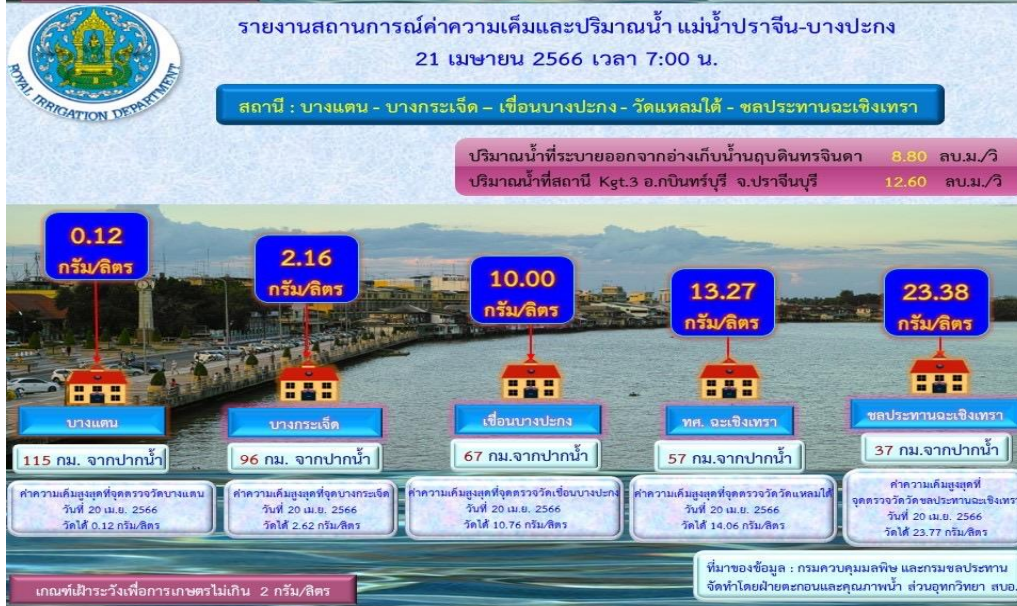 รายงานสถานการณ์ค่าความเค็มและปริมาณน้ำ แม่น้ำปราจีน-บางปะกง
21 เมษายน 2566 เวลา 7:00 น.
ROYAL IRRIGATION DEPARTMENT
สถานี : บางแตน - บางกระเจ็ด – เขื่อนบางปะกง - วัดแหลมใต้ - ชลประทานฉะเชิงเทรา
ปริมาณน้ำที่ระบายออกจากอ่างเก็บน้ำนฤบดินทรจินดา 8.80 ลบ.ม./วิ
ปริมาณน้ำที่สถานี Kgt.3 อ.กบินทร์บุรี จ.ปราจีนบุรี 12.60 ลบ.ม./วิ
0.12
กรัม/ลิตร
2.16
กรัม/ลิตร
10.00
กรัม/ลิตร
13.27
กรัม/ลิตร
23.38
กรัม/ลิตร
บางแตน
บางกระเจ็ด
เขื่อนบางปะกง
ทศ. ฉะเชิงเทรา
ชลประทานฉะเชิงเทรา
115 กม. จากปากน้ำ
96 กม. จากปากน้ำ
67 กม.จากปากน้ำ
57 กม.จากปากน้ำ
37 กม.จากปากน้ำ
ค่าความเค็มสูงสุดที่จุดตรวจวัดบางแตน
วันที่ 20 เม.ย. 2566
วัดได้ 0.12 กรัม/ลิตร
ค่าความเค็มสูงสุดที่จุดบางกระเจ็ด
วันที่ 20 เม.ย. 2566
วัดได้ 2.62 กรัม/ลิตร
ค่าความเค็มสูงสุดที่จุดตรวจวัดเขื่อนบางปะกง
วันที่ 20 เม.ย. 2566
วัดได้ 10.76 กรัม/ลิตร
ค่าความเค็มสูงสุดที่จุดตรวจวัดวัดแหลมใต้
วันที่ 20 เม.ย. 2566
วัดได้ 14.06 กรัม/ลิตร
ค่าความเค็มสูงสุดที่
จุดตรวจวัดวัดชลประทานฉะเชิงเทรา
วันที่ 20 เม.ย. 2566
วัดได้ 23.77 กรัม/ลิตร
ที่มาของข้อมูล : กรมควบคุมมลพิษ และกรมชลประทาน
จัดทำโดยฝ่ายตะกอนและคุณภาพน้ำ ส่วนอุทกวิทยา สบอ.
เกณฑ์เฝ้าระวังเพื่อการเกษตรไม่เกิน 2 กรัม/ลิตร